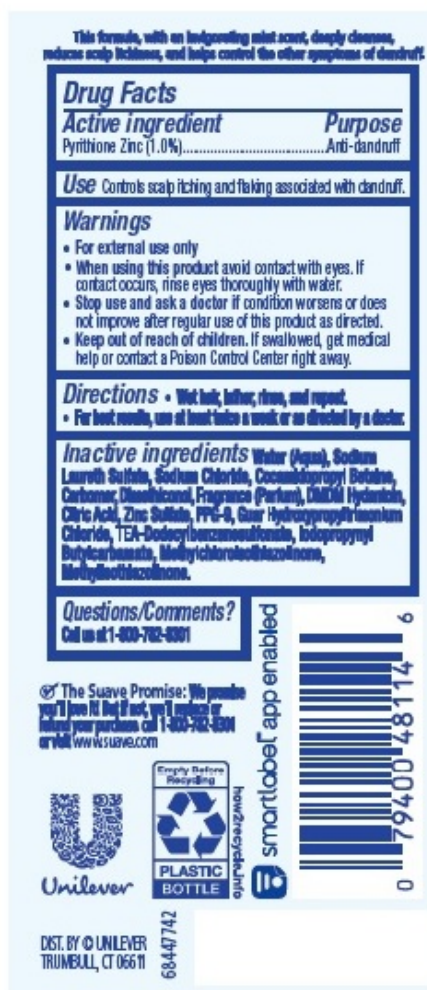 This formula, with an invigorating mint scent, deeply cleanses,
reduces scalp itchiness, and helps control the other symptoms of dandruff.
Drug Facts
Active ingredient Purpose
Pyrithione Zinc (1.0%)......................................Anti-dandruff
Use Controls scalp itching and flaking associated with dandruff.
Warnings
• For external use only
• When using this product avoid contact with eyes. If
contact occurs, rinse eyes thoroughly with water.
• Stop use and ask a doctor if condition worsens or does
not improve after regular use of this product as directed.
• Keep out of reach of children. If swallowed, get medical
help or contact a Poison Control Center right away.
Directions • Wet hair, lather, rinse, and repeat.
• For best results, use at least twice a week or as directed by a doctor.
Inactive ingredients Water (Aqua), Sodium
Laureth Sulfate, Sodium Chloride, Cocamidopropyl Betaine,
Carbomer, Dimethiconol, Fragrance (Parfum), DMDM Hydantoin,
Citric Acid, Zinc Sulfate, PPG-9, Guar Hydroxypropyltrimonium
Chloride, TEA-Dodecylbenzenesulfonate, Iodopropynyl
Butylcarbamate, Methylchloroisothiazolinone,
Methylisothiazolinone.
Questions/Comments?
Call us at 1-800-782-8301
The Suave Promise: We promise
you'll love it! But if not, we'll replace or
refund your purchase. call 1-800-782-8301
or visit www.suave.com
Unilever
Empty Before
Recycling
PLASTIC
BOTTLE
how2recycle.info
smartlabel™ app enabled
0 79400 48114 6
DIST. BY © UNILEVER
TRUMBULL, CT 06611
68447742